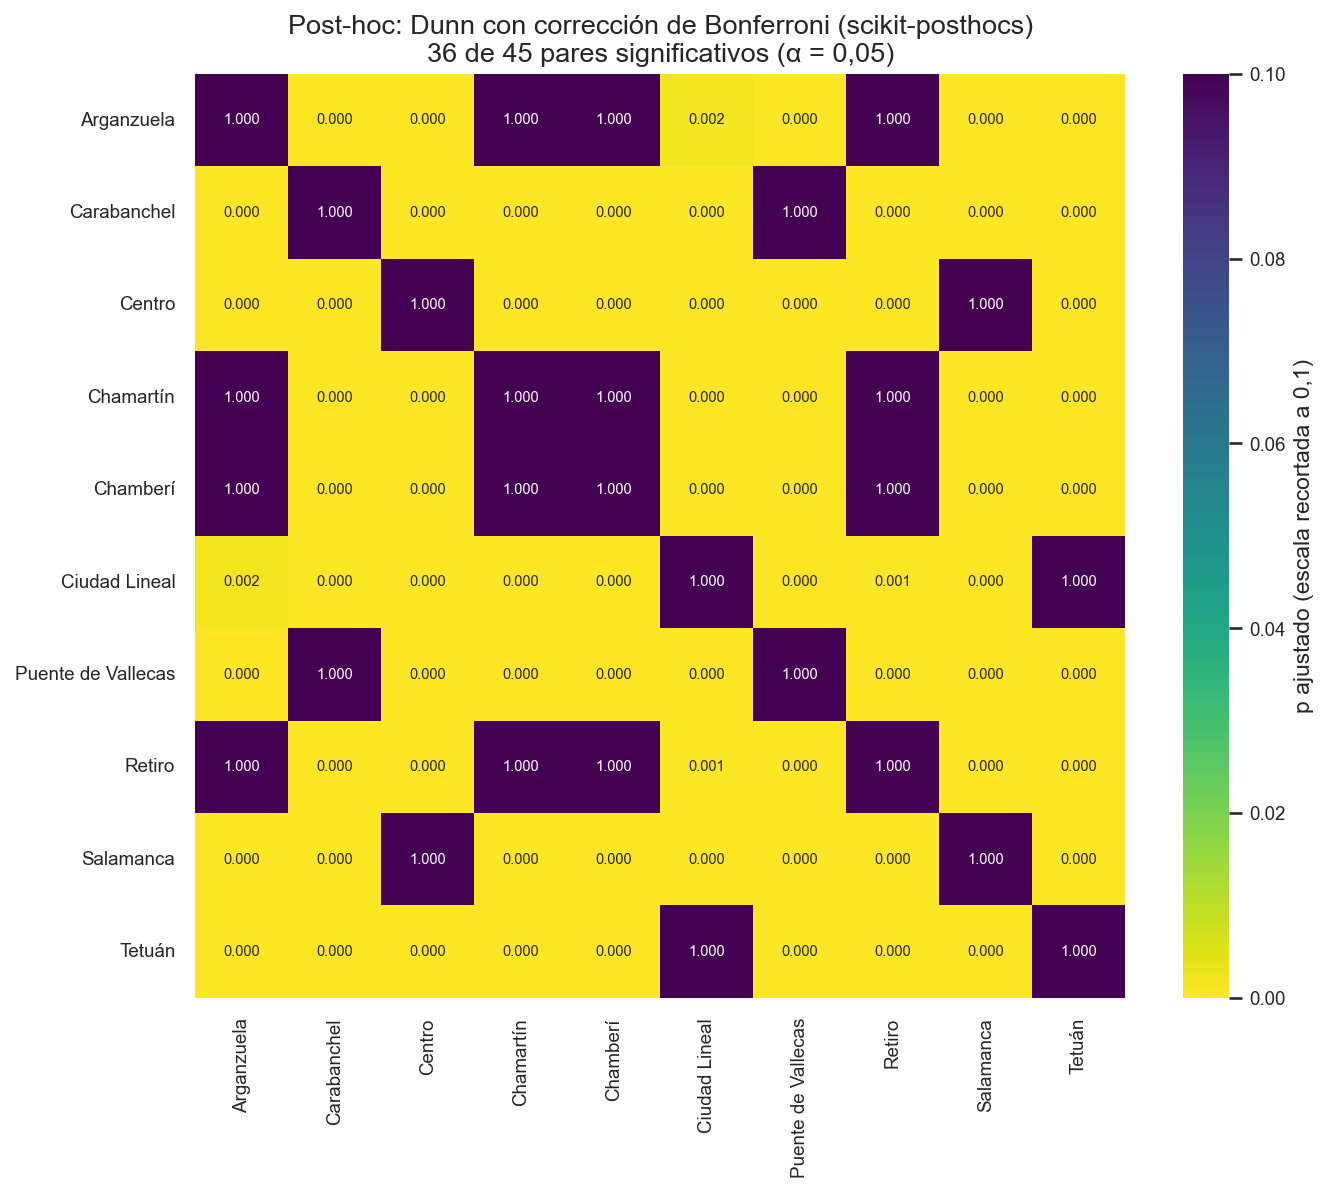 Post-hoc: Dunn con corrección de Bonferroni (scikit-posthocs)
36 de 45 pares significativos (α = 0,05)
Arganzuela 1.000 0.000 0.000 1.000 1.000 0.002 0.000 1.000 0.000 0.000
Carabanchel 0.000 1.000 0.000 0.000 0.000 0.000 1.000 0.000 0.000 0.000
Centro 0.000 0.000 1.000 0.000 0.000 0.000 0.000 0.000 1.000 0.000
Chamartín 1.000 0.000 0.000 1.000 1.000 0.000 0.000 1.000 0.000 0.000
Chamberí 1.000 0.000 0.000 1.000 1.000 0.000 0.000 1.000 0.000 0.000
Ciudad Lineal 0.002 0.000 0.000 0.000 0.000 1.000 0.000 0.001 0.000 1.000
Puente de Vallecas 0.000 1.000 0.000 0.000 0.000 0.000 1.000 0.000 0.000 0.000
Retiro 1.000 0.000 0.000 1.000 1.000 0.001 0.000 1.000 0.000 0.000
Salamanca 0.000 0.000 1.000 0.000 0.000 0.000 0.000 0.000 1.000 0.000
Tetuán 0.000 0.000 0.000 0.000 0.000 1.000 0.000 0.000 0.000 1.000
Arganzuela
Carabanchel
Centro
Chamartín
Chamberí
Ciudad Lineal
Puente de Vallecas
Retiro
Salamanca
Tetuán
0.10
0.08
0.06
0.04
0.02
0.00
p ajustado (escala recortada a 0,1)